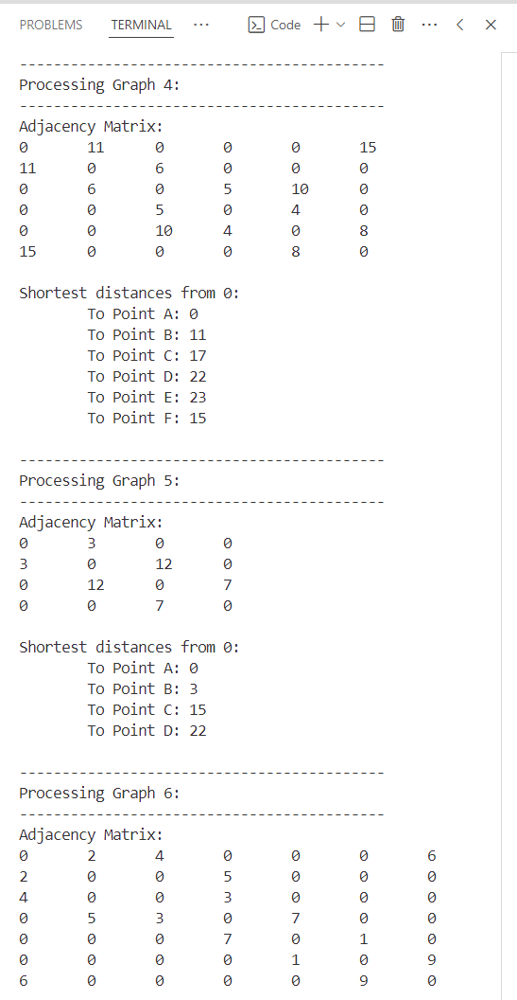 PROBLEMS TERMINAL ··· Code
-------------------------------------------
Processing Graph 4:
-------------------------------------------
Adjacency Matrix:
0 11 0 0 0 15
11 0 6 0 0 0
0 6 0 5 10 0
0 0 5 0 4 0
0 0 10 4 0 8
15 0 0 0 8 0
Shortest distances from 0:
To Point A: 0
To Point B: 11
To Point C: 17
To Point D: 22
To Point E: 23
To Point F: 15
-------------------------------------------
Processing Graph 5:
-------------------------------------------
Adjacency Matrix:
0 3 0 0
3 0 12 0
0 12 0 7
0 0 7 0
Shortest distances from 0:
To Point A: 0
To Point B: 3
To Point C: 15
To Point D: 22
-------------------------------------------
Processing Graph 6:
-------------------------------------------
Adjacency Matrix:
0 2 4 0 0 0 6
2 0 0 5 0 0 0
4 0 0 3 0 0 0
0 5 3 0 7 0 0
0 0 0 7 0 1 0
0 0 0 0 1 0 9
6 0 0 0 0 9 0